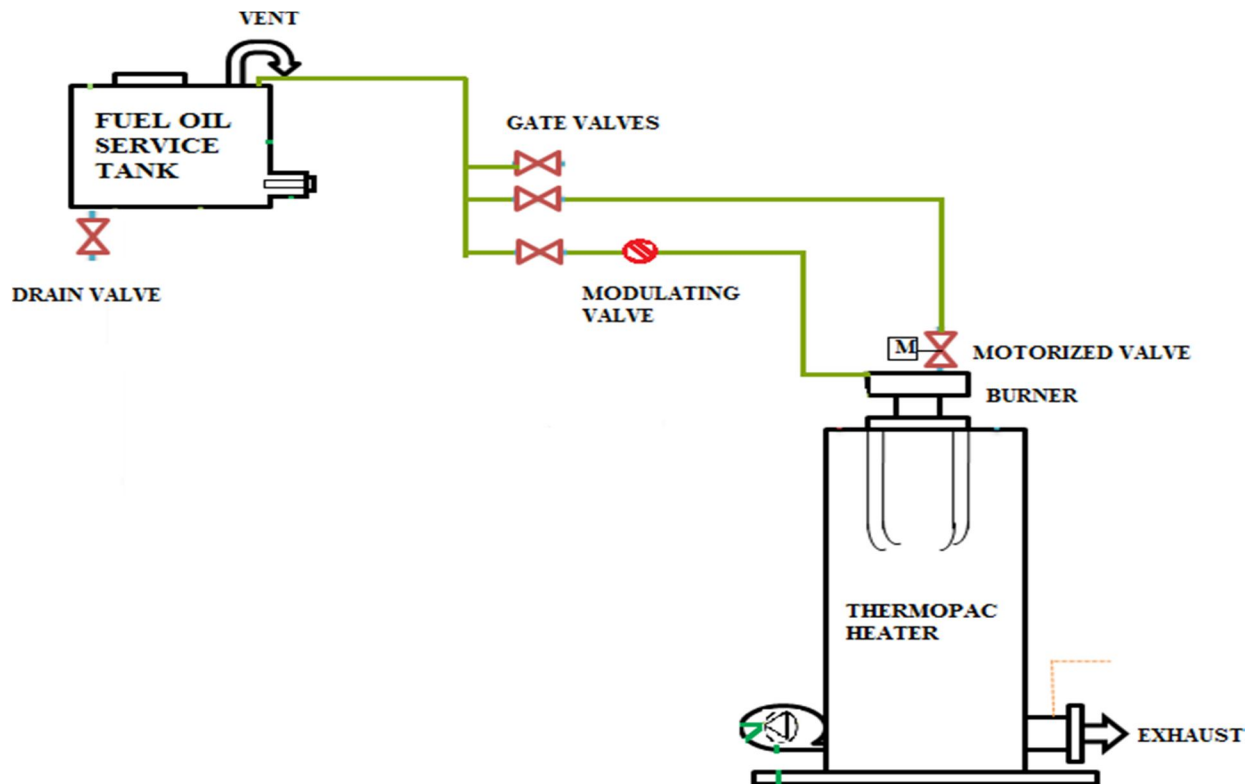 VENT
FUEL OIL
SERVICE
TANK
GATE VALVES
DRAIN VALVE
MODULATING
VALVE
M
MOTORIZED VALVE
BURNER
THERMOPAC
HEATER
EXHAUST